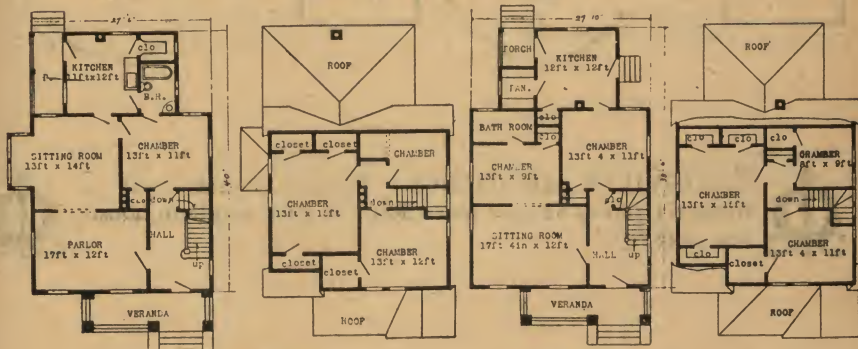 27'6"
clo
KITCHEN
11ft x 12ft
P.
B.H.
SITTING ROOM
13ft x 14ft
CHAMBER
13ft x 11ft
clo
down
PARLOR
17ft x 12ft
HALL
up
VERANDA
ROOF
closet
closet
CHAMBER
CHAMBER
13ft x 15ft
down
CHAMBER
13ft x 12ft
closet
closet
ROOF
27'10"
PORCH
KITCHEN
12ft x 12ft
PAN.
clo
BATH ROOM
clo
CHAMBER
13ft x 9ft
CHAMBER
13ft 4 x 11ft
clo
SITTING ROOM
17ft 4in x 12ft
HALL
up
VERANDA
ROOF
clo
clo
clo
CHAMBER
8ft x 9ft
CHAMBER
13ft x 15ft
down
CHAMBER
13ft 4 x 11ft
clo
closet
ROOF